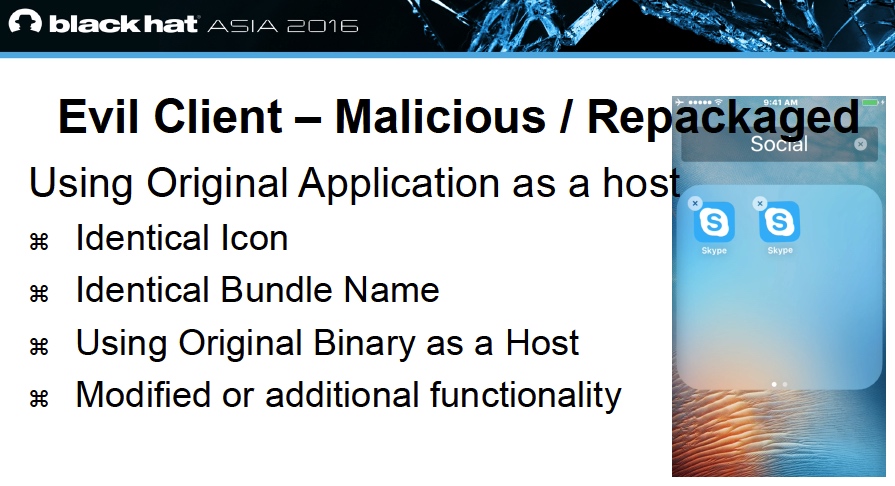 black hat ASIA 2016
Evil Client – Malicious / Repackaged
9:41 AM
Social
Using Original Application as a host
⌘ Identical Icon
⌘ Identical Bundle Name
⌘ Using Original Binary as a Host
⌘ Modified or additional functionality
Skype Skype